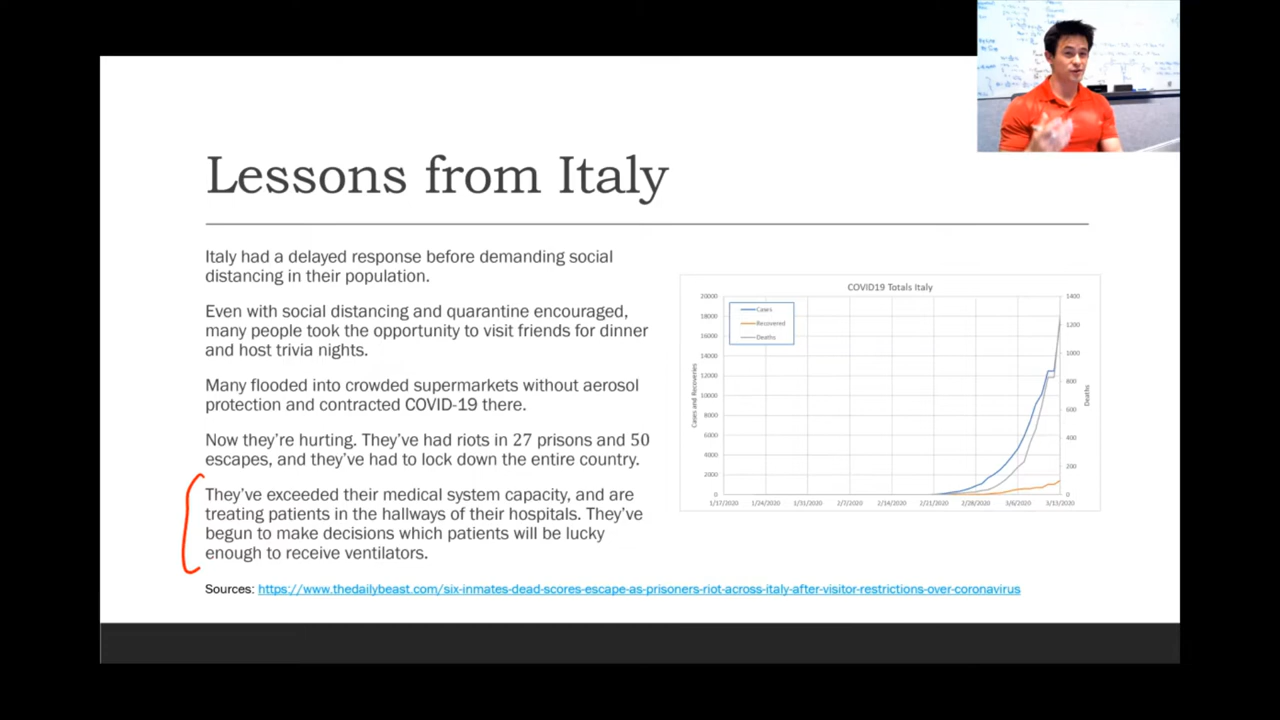 Lessons from Italy
Italy had a delayed response before demanding social
distancing in their population.
Even with social distancing and quarantine encouraged,
many people took the opportunity to visit friends for dinner
and host trivia nights.
Many flooded into crowded supermarkets without aerosol
protection and contracted COVID-19 there.
Now they're hurting. They've had riots in 27 prisons and 50
escapes, and they've had to lock down the entire country.
They've exceeded their medical system capacity, and are
treating patients in the hallways of their hospitals. They've
begun to make decisions which patients will be lucky
enough to receive ventilators.
Sources: https://www.thedailybeast.com/six-inmates-dead-scores-escape-as-prisoners-riot-across-italy-after-visitor-restrictions-over-coronavirus
COVID19 Totals Italy
Cases
Recovered
Deaths
Cases and Recoveries
20000
18000
16000
14000
12000
10000
8000
6000
4000
2000
0
1400
1200
1000
800
600
400
200
0
Deaths
1/17/2020 1/24/2020 1/31/2020 2/7/2020 2/14/2020 2/21/2020 2/28/2020 3/6/2020 3/13/2020